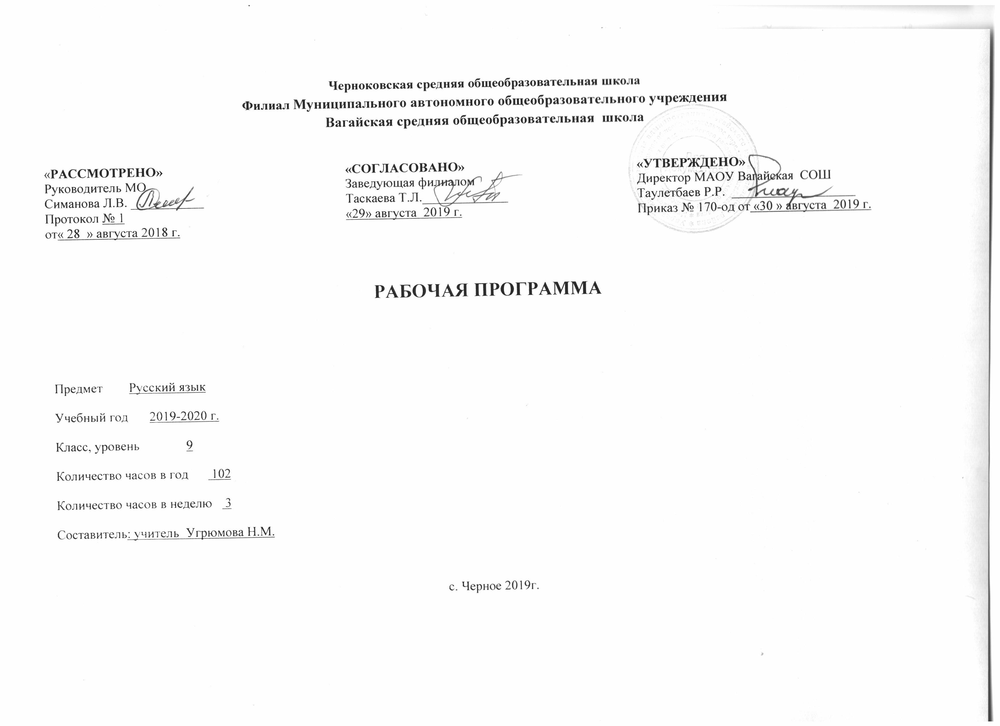 Черноковская средняя общеобразовательная школа
Филиал Муниципального автономного общеобразовательного учреждения
Вагайская средняя общеобразовательная школа
«РАССМОТРЕНО»
Руководитель МО
Симанова Л.В.
Протокол № 1
от« 28 » августа 2018 г.
«СОГЛАСОВАНО»
Заведующая филиалом
Таскаева Т.Л.
«29» августа 2019 г.
«УТВЕРЖДЕНО»
Директор МАОУ Вагайская СОШ
Таулетбаев Р.Р.
Приказ № 170-од от «30 » августа 2019 г.
Для
документов
РАБОЧАЯ ПРОГРАММА
Предмет Русский язык
Учебный год 2019-2020 г.
Класс, уровень 9
Количество часов в год 102
Количество часов в неделю 3
Составитель: учитель Угрюмова Н.М.
с. Черное 2019г.